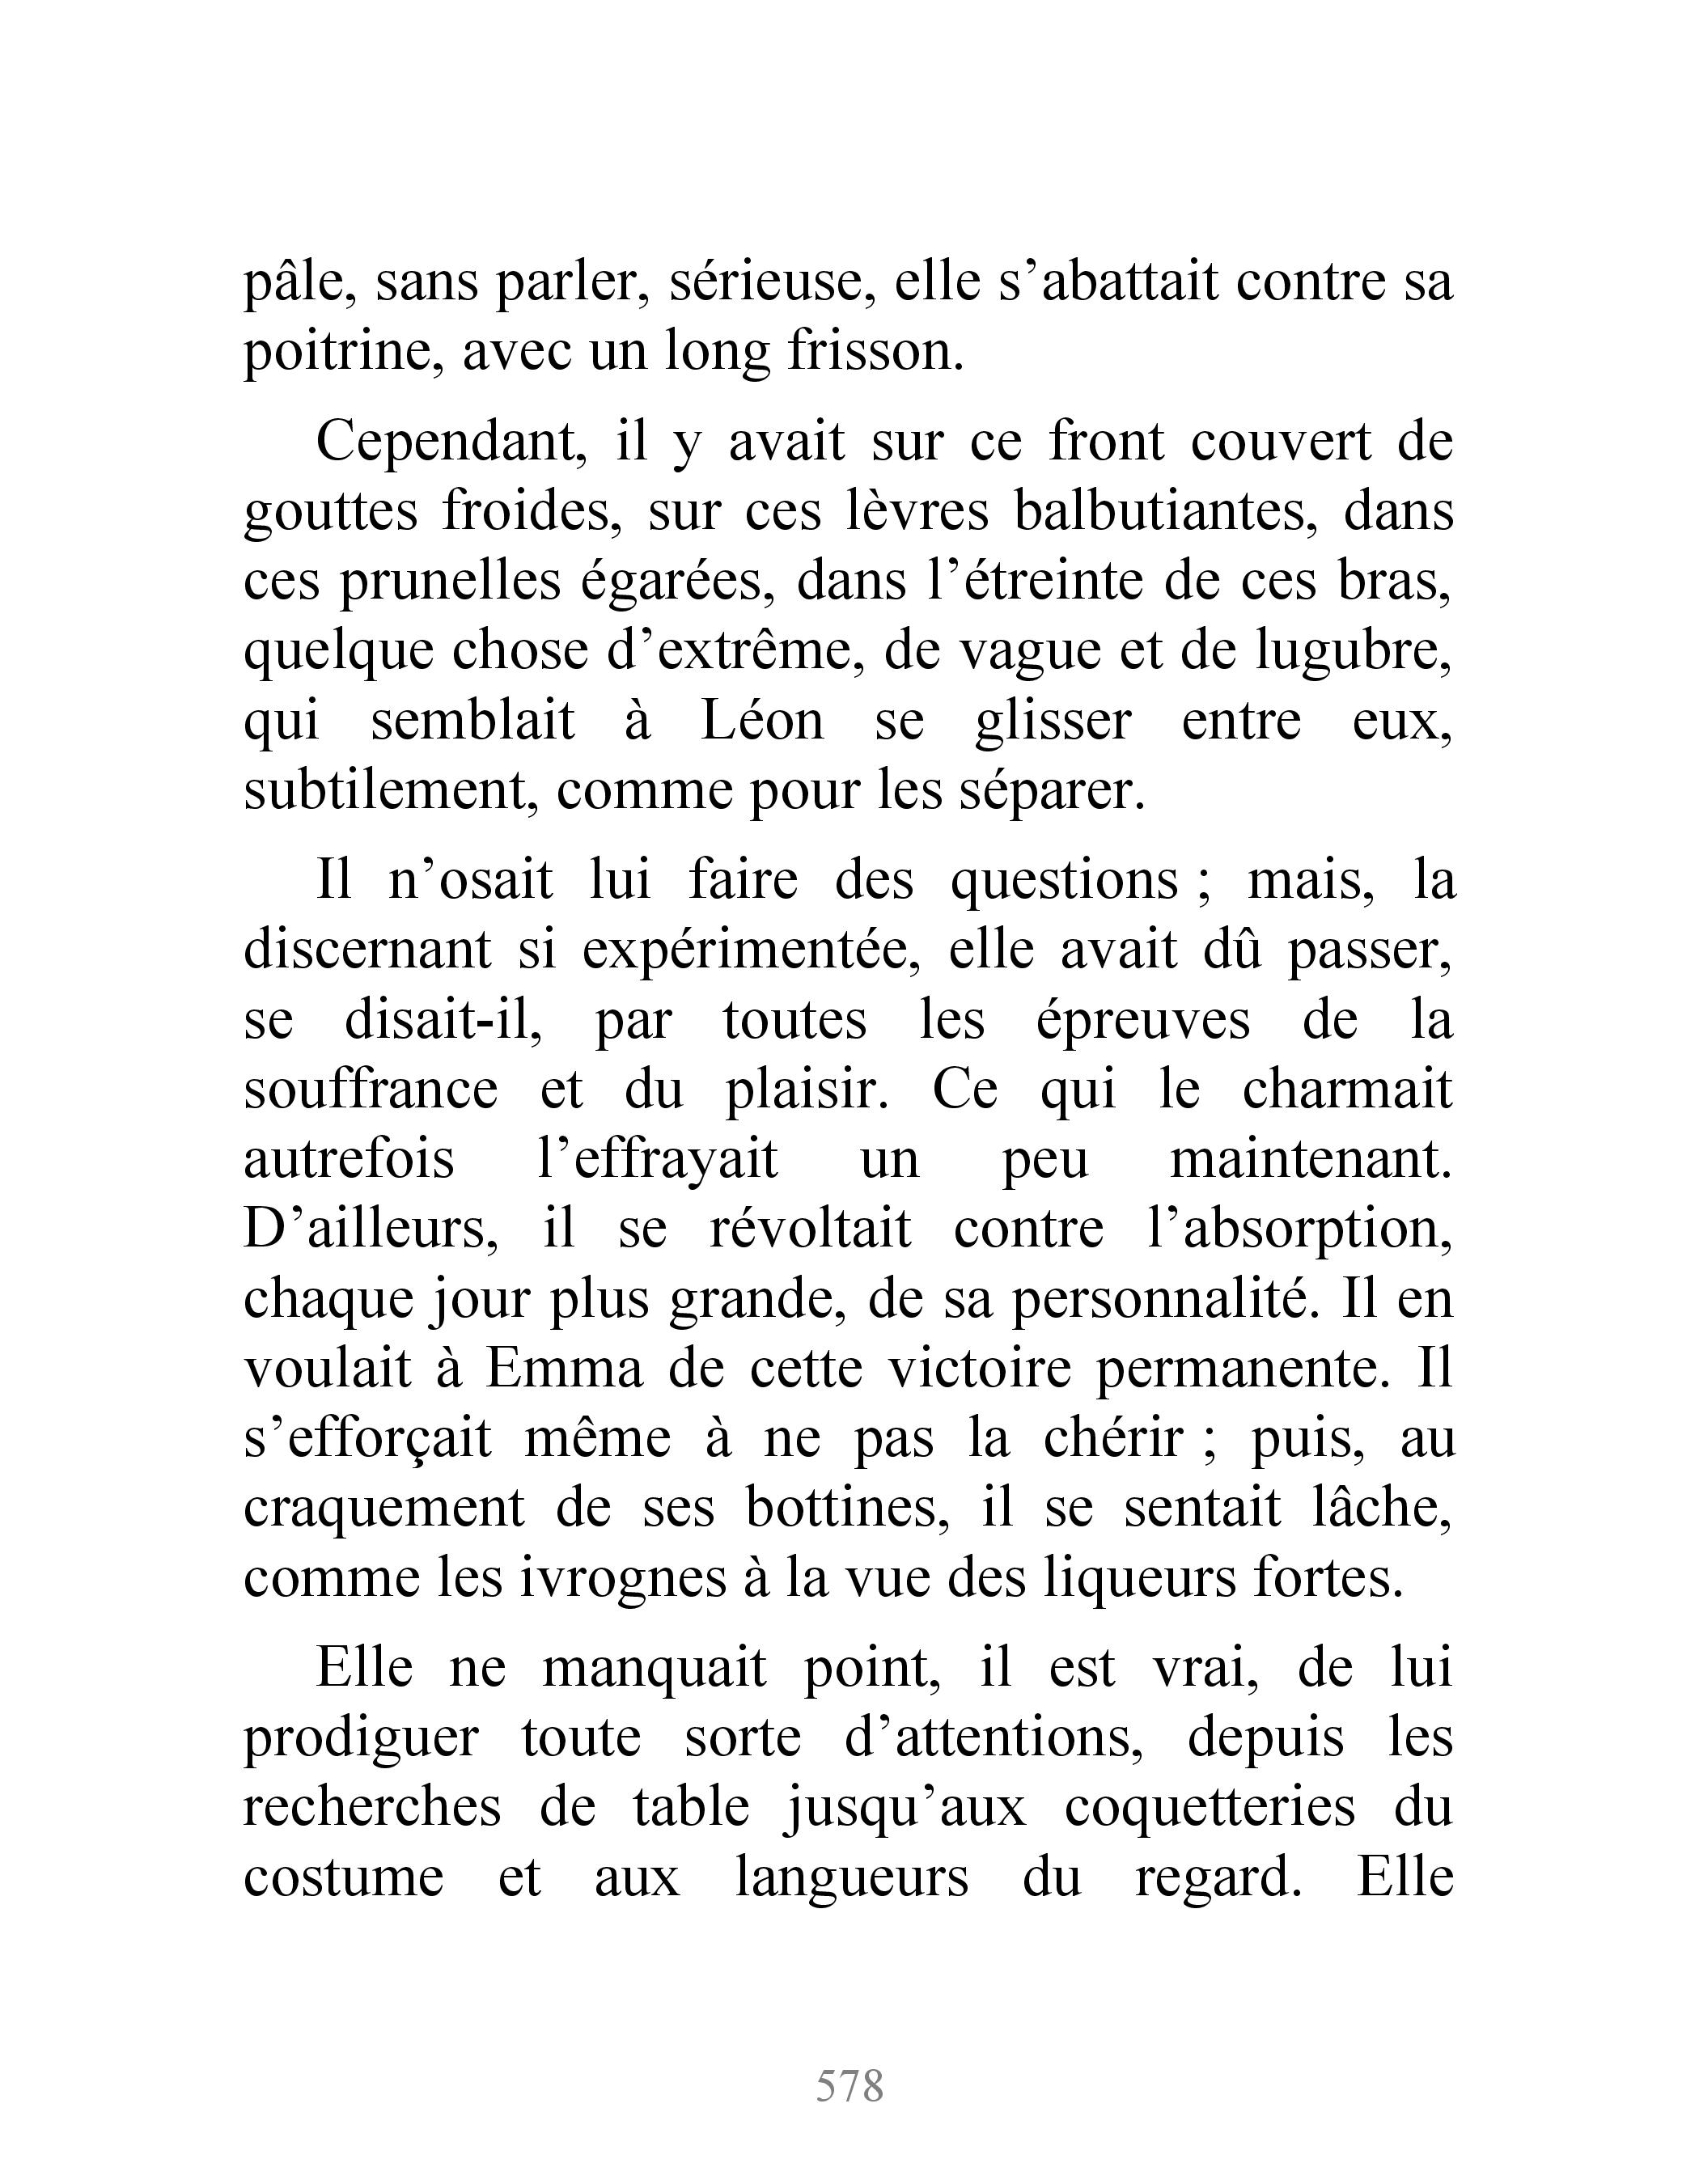 pâle, sans parler, sérieuse, elle s’abattait contre sa
poitrine, avec un long frisson.
Cependant, il y avait sur ce front couvert de
gouttes froides, sur ces lèvres balbutiantes, dans
ces prunelles égarées, dans l’étreinte de ces bras,
quelque chose d’extrême, de vague et de lugubre,
qui semblait à Léon se glisser entre eux,
subtilement, comme pour les séparer.
Il n’osait lui faire des questions ; mais, la
discernant si expérimentée, elle avait dû passer,
se disait-il, par toutes les épreuves de la
souffrance et du plaisir. Ce qui le charmait
autrefois l’effrayait un peu maintenant.
D’ailleurs, il se révoltait contre l’absorption,
chaque jour plus grande, de sa personnalité. Il en
voulait à Emma de cette victoire permanente. Il
s’efforçait même à ne pas la chérir ; puis, au
craquement de ses bottines, il se sentait lâche,
comme les ivrognes à la vue des liqueurs fortes.
Elle ne manquait point, il est vrai, de lui
prodiguer toute sorte d’attentions, depuis les
recherches de table jusqu’aux coquetteries du
costume et aux langueurs du regard. Elle
578